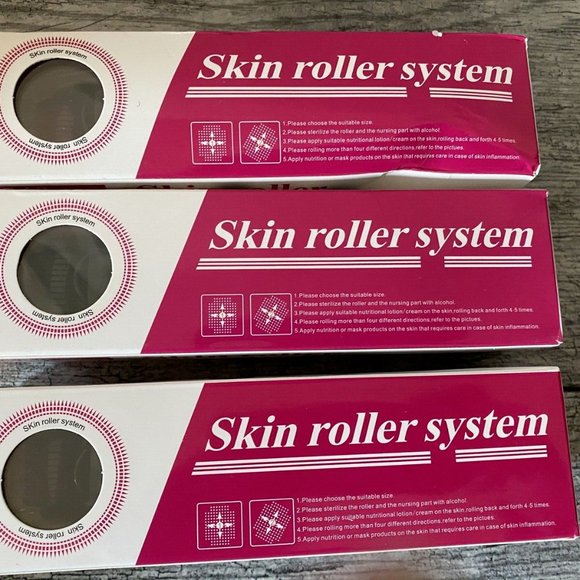 SKin roller system
Skin roller system
Skin roller system
1.Please choose the suitable size.
2.Please sterilize the roller and the nursing part with alcohol.
3.Please apply suitable nutritional lotion/cream on the skin,rolling back and forth 4-5 times.
4.Please rolling more than four different directions,refer to the pictues.
5.Apply nutrition or mask products on the skin that requires care in case of skin inflammation.
SKin roller system
Skin roller system
Skin roller system
1.Please choose the suitable size.
2.Please sterilize the roller and the nursing part with alcohol.
3.Please apply suitable nutritional lotion/cream on the skin,rolling back and forth 4-5 times.
4.Please rolling more than four different directions,refer to the pictues.
5.Apply nutrition or mask products on the skin that requires care in case of skin inflammation.
SKin roller system
Skin roller system
Skin roller system
1.Please choose the suitable size.
2.Please sterilize the roller and the nursing part with alcohol.
3.Please apply suitable nutritional lotion/cream on the skin,rolling back and forth 4-5 times.
4.Please rolling more than four different directions,refer to the pictues.
5.Apply nutrition or mask products on the skin that requires care in case of skin inflammation.